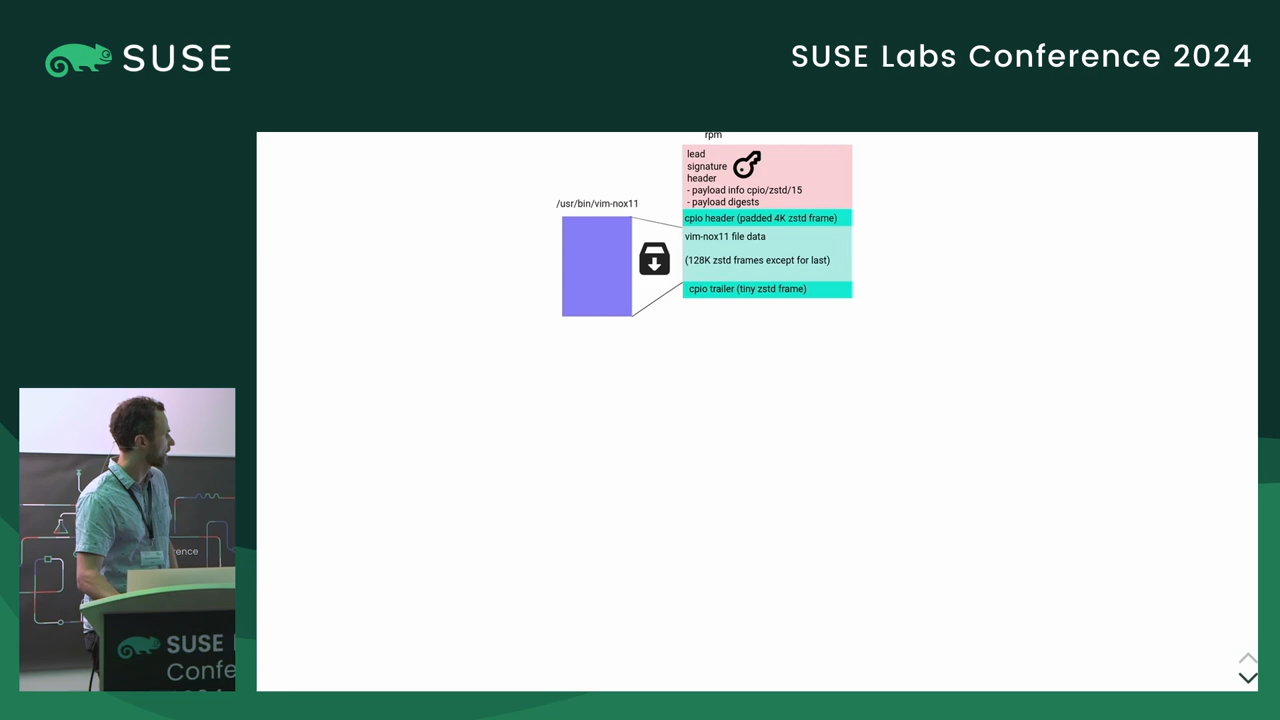 SUSE
SUSE Labs Conference 2024
rpm
lead
signature
header
- payload info cpio/zstd/15
- payload digests
/usr/bin/vim-nox11
cpio header (padded 4K zstd frame)
vim-nox11 file data
(128K zstd frames except for last)
cpio trailer (tiny zstd frame)
rence
SUSE
Confe